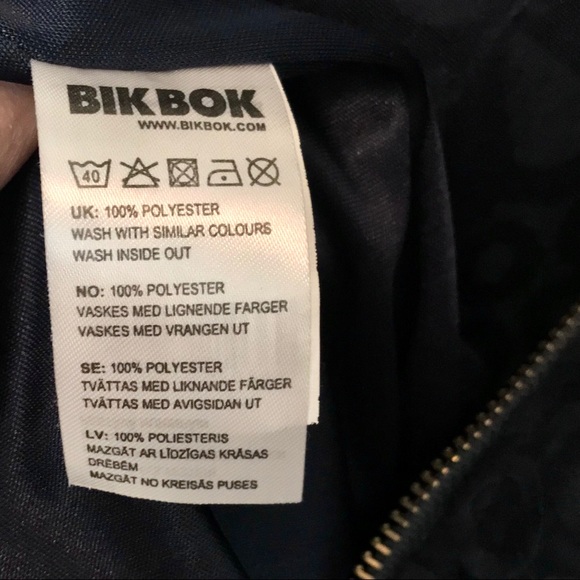 BIK BOK
WWW.BIKBOK.COM
40
UK: 100% POLYESTER
WASH WITH SIMILAR COLOURS
WASH INSIDE OUT
NO: 100% POLYESTER
VASKES MED LIGNENDE FARGER
VASKES MED VRANGEN UT
SE: 100% POLYESTER
TVÄTTAS MED LIKNANDE FÄRGER
TVÄTTAS MED AVIGSIDAN UT
LV: 100% POLIESTERIS
MAZGĀT AR LĪDZĪGAS KRĀSAS
DRĒBĒM
MAZGĀT NO KREISĀS PUSES